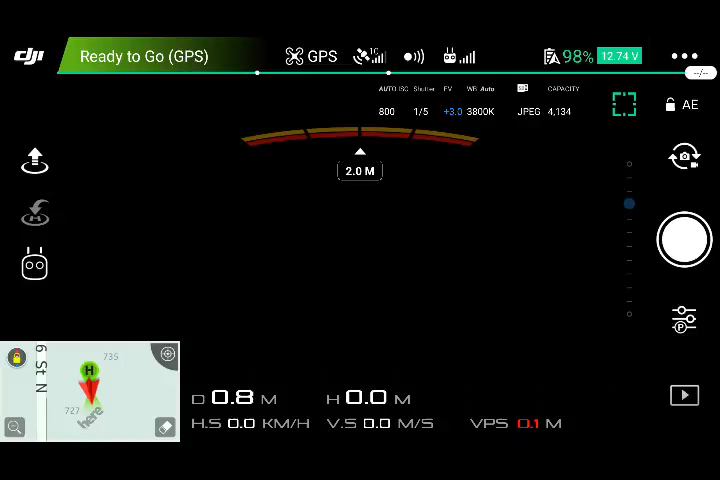 dji Ready to Go (GPS) GPS 10 98% 12.74 V
--/--
AUTO ISO Shutter EV WB Auto CAPACITY
800 1/5 +3.0 3800K JPEG 4,134 AE
2.0 M
P
6 St N
H
735
727
here
D 0.8 M H 0.0 M
H.S 0.0 KM/H V.S 0.0 M/S VPS 0.1 M